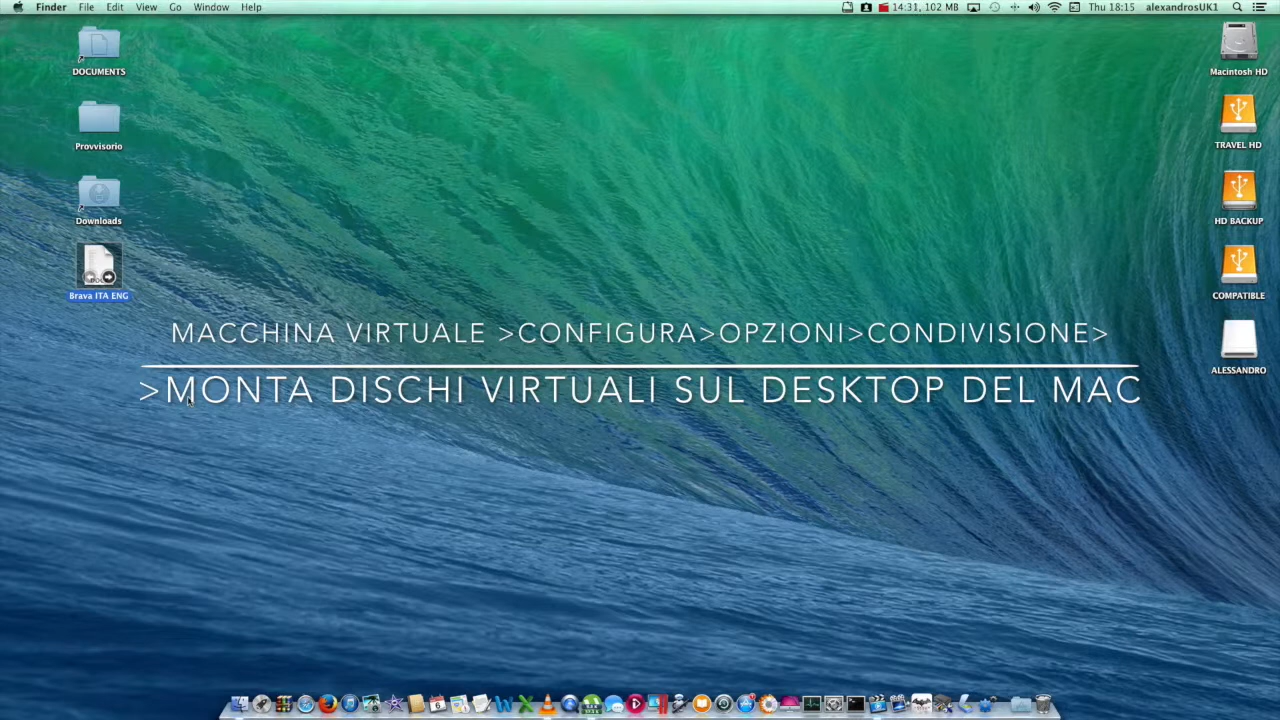 Finder File Edit View Go Window Help
14:31, 102 MB Thu 18:15 alexandrosUK1
DOCUMENTS
Macintosh HD
Provvisorio
TRAVEL HD
Downloads
HD BACKUP
Brava ITA ENG
COMPATIBLE
MACCHINA VIRTUALE >CONFIGURA>OPZIONI>CONDIVISIONE>
>MONTA DISCHI VIRTUALI SUL DESKTOP DEL MAC
ALESSANDRO